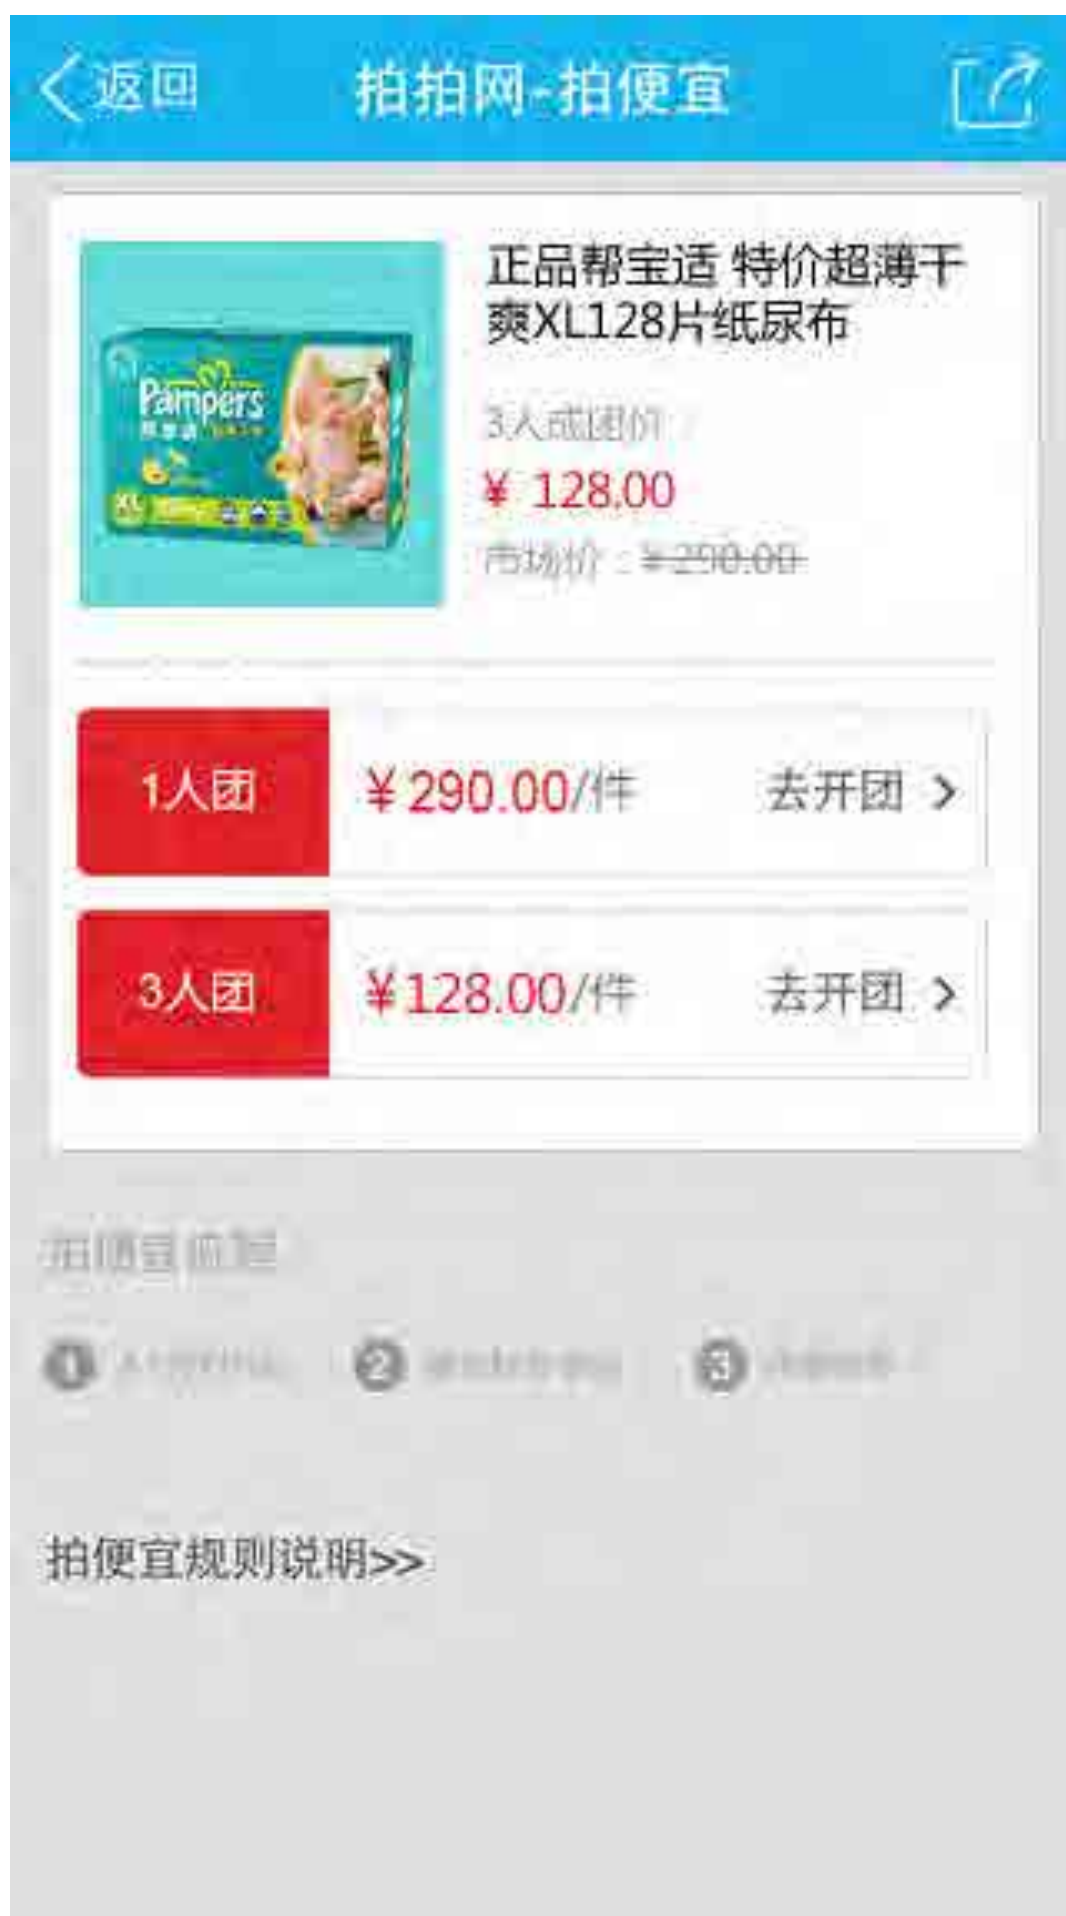 返回
拍拍网-拍便宜
正品帮宝适 特价超薄干
爽XL128片纸尿布
Pampers
XL
3人成团价
¥ 128.00
市场价：¥290.00
1人团
¥290.00/件
去开团 >
3人团
¥128.00/件
去开团 >
1
2
3
拍便宜规则说明>>